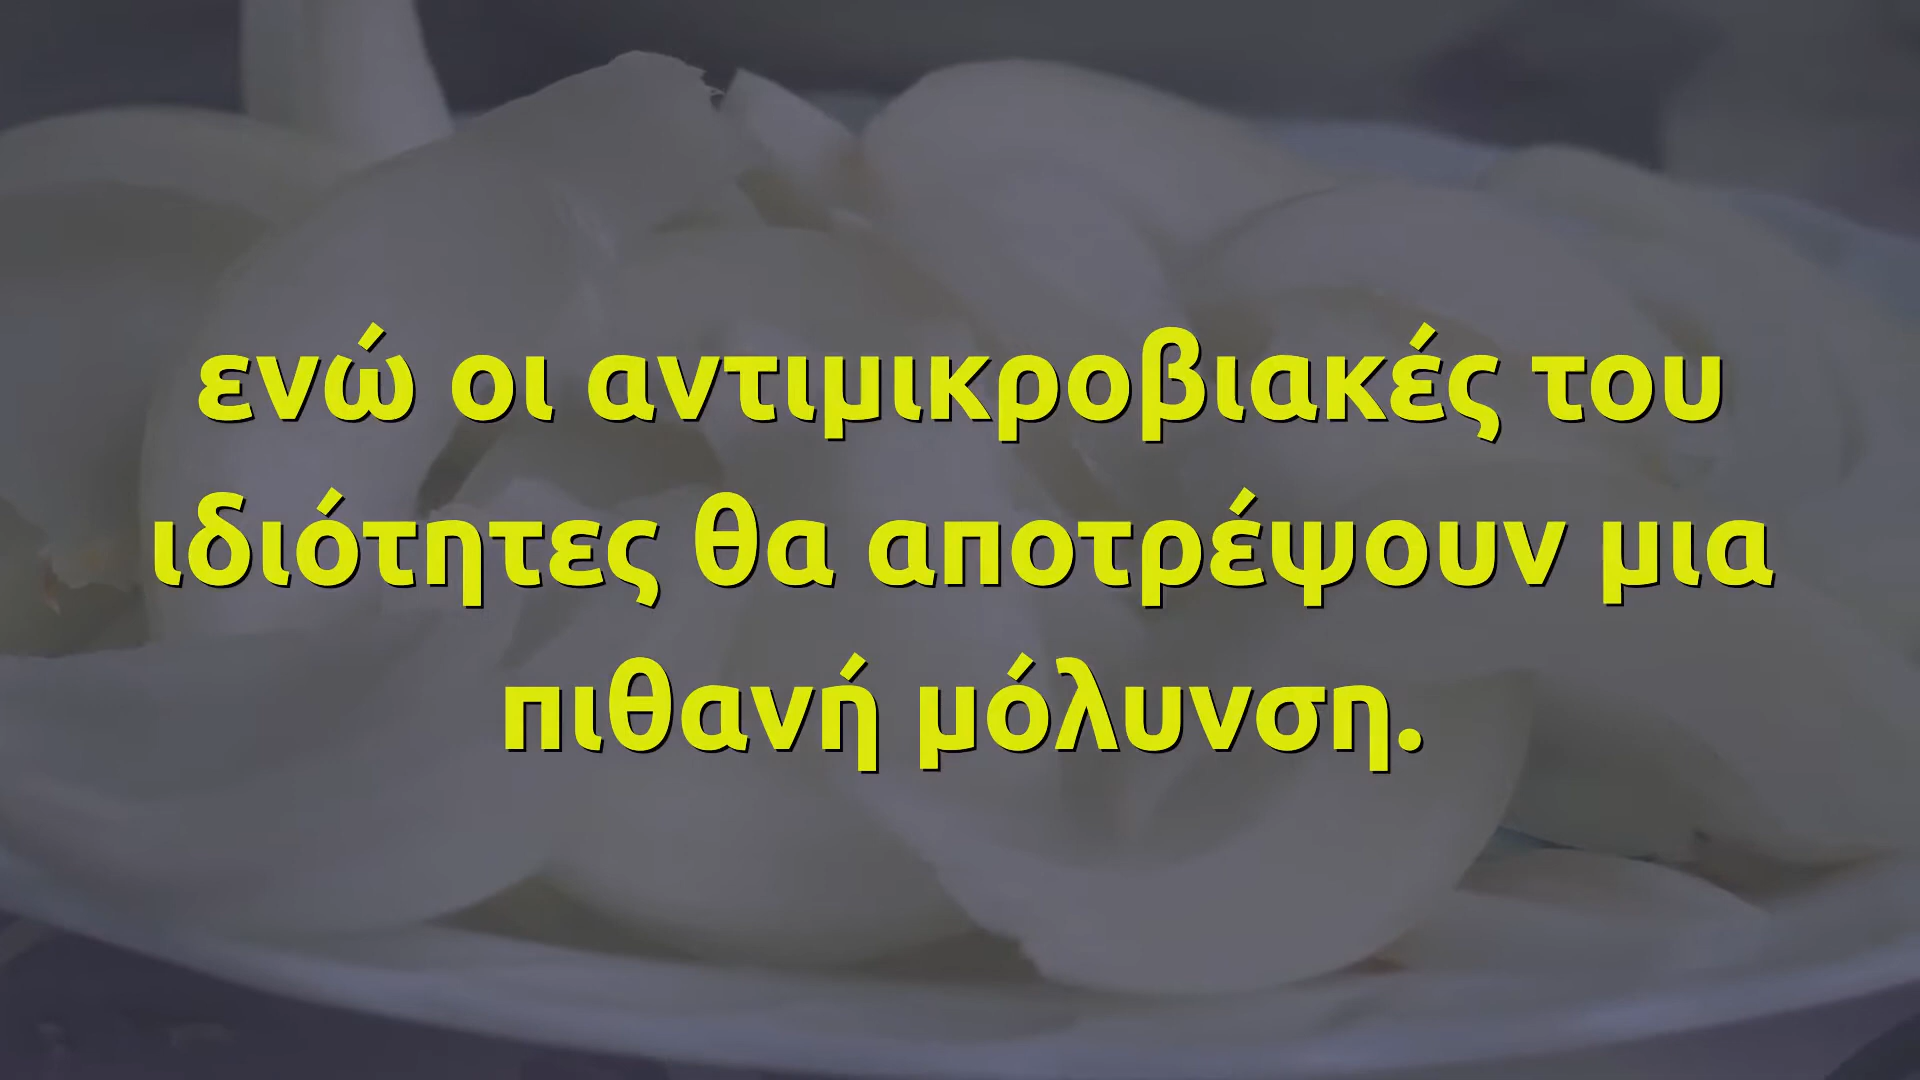 ενώ οι αντιμικροβιακές του
ιδιότητες θα αποτρέψουν μια
πιθανή μόλυνση.